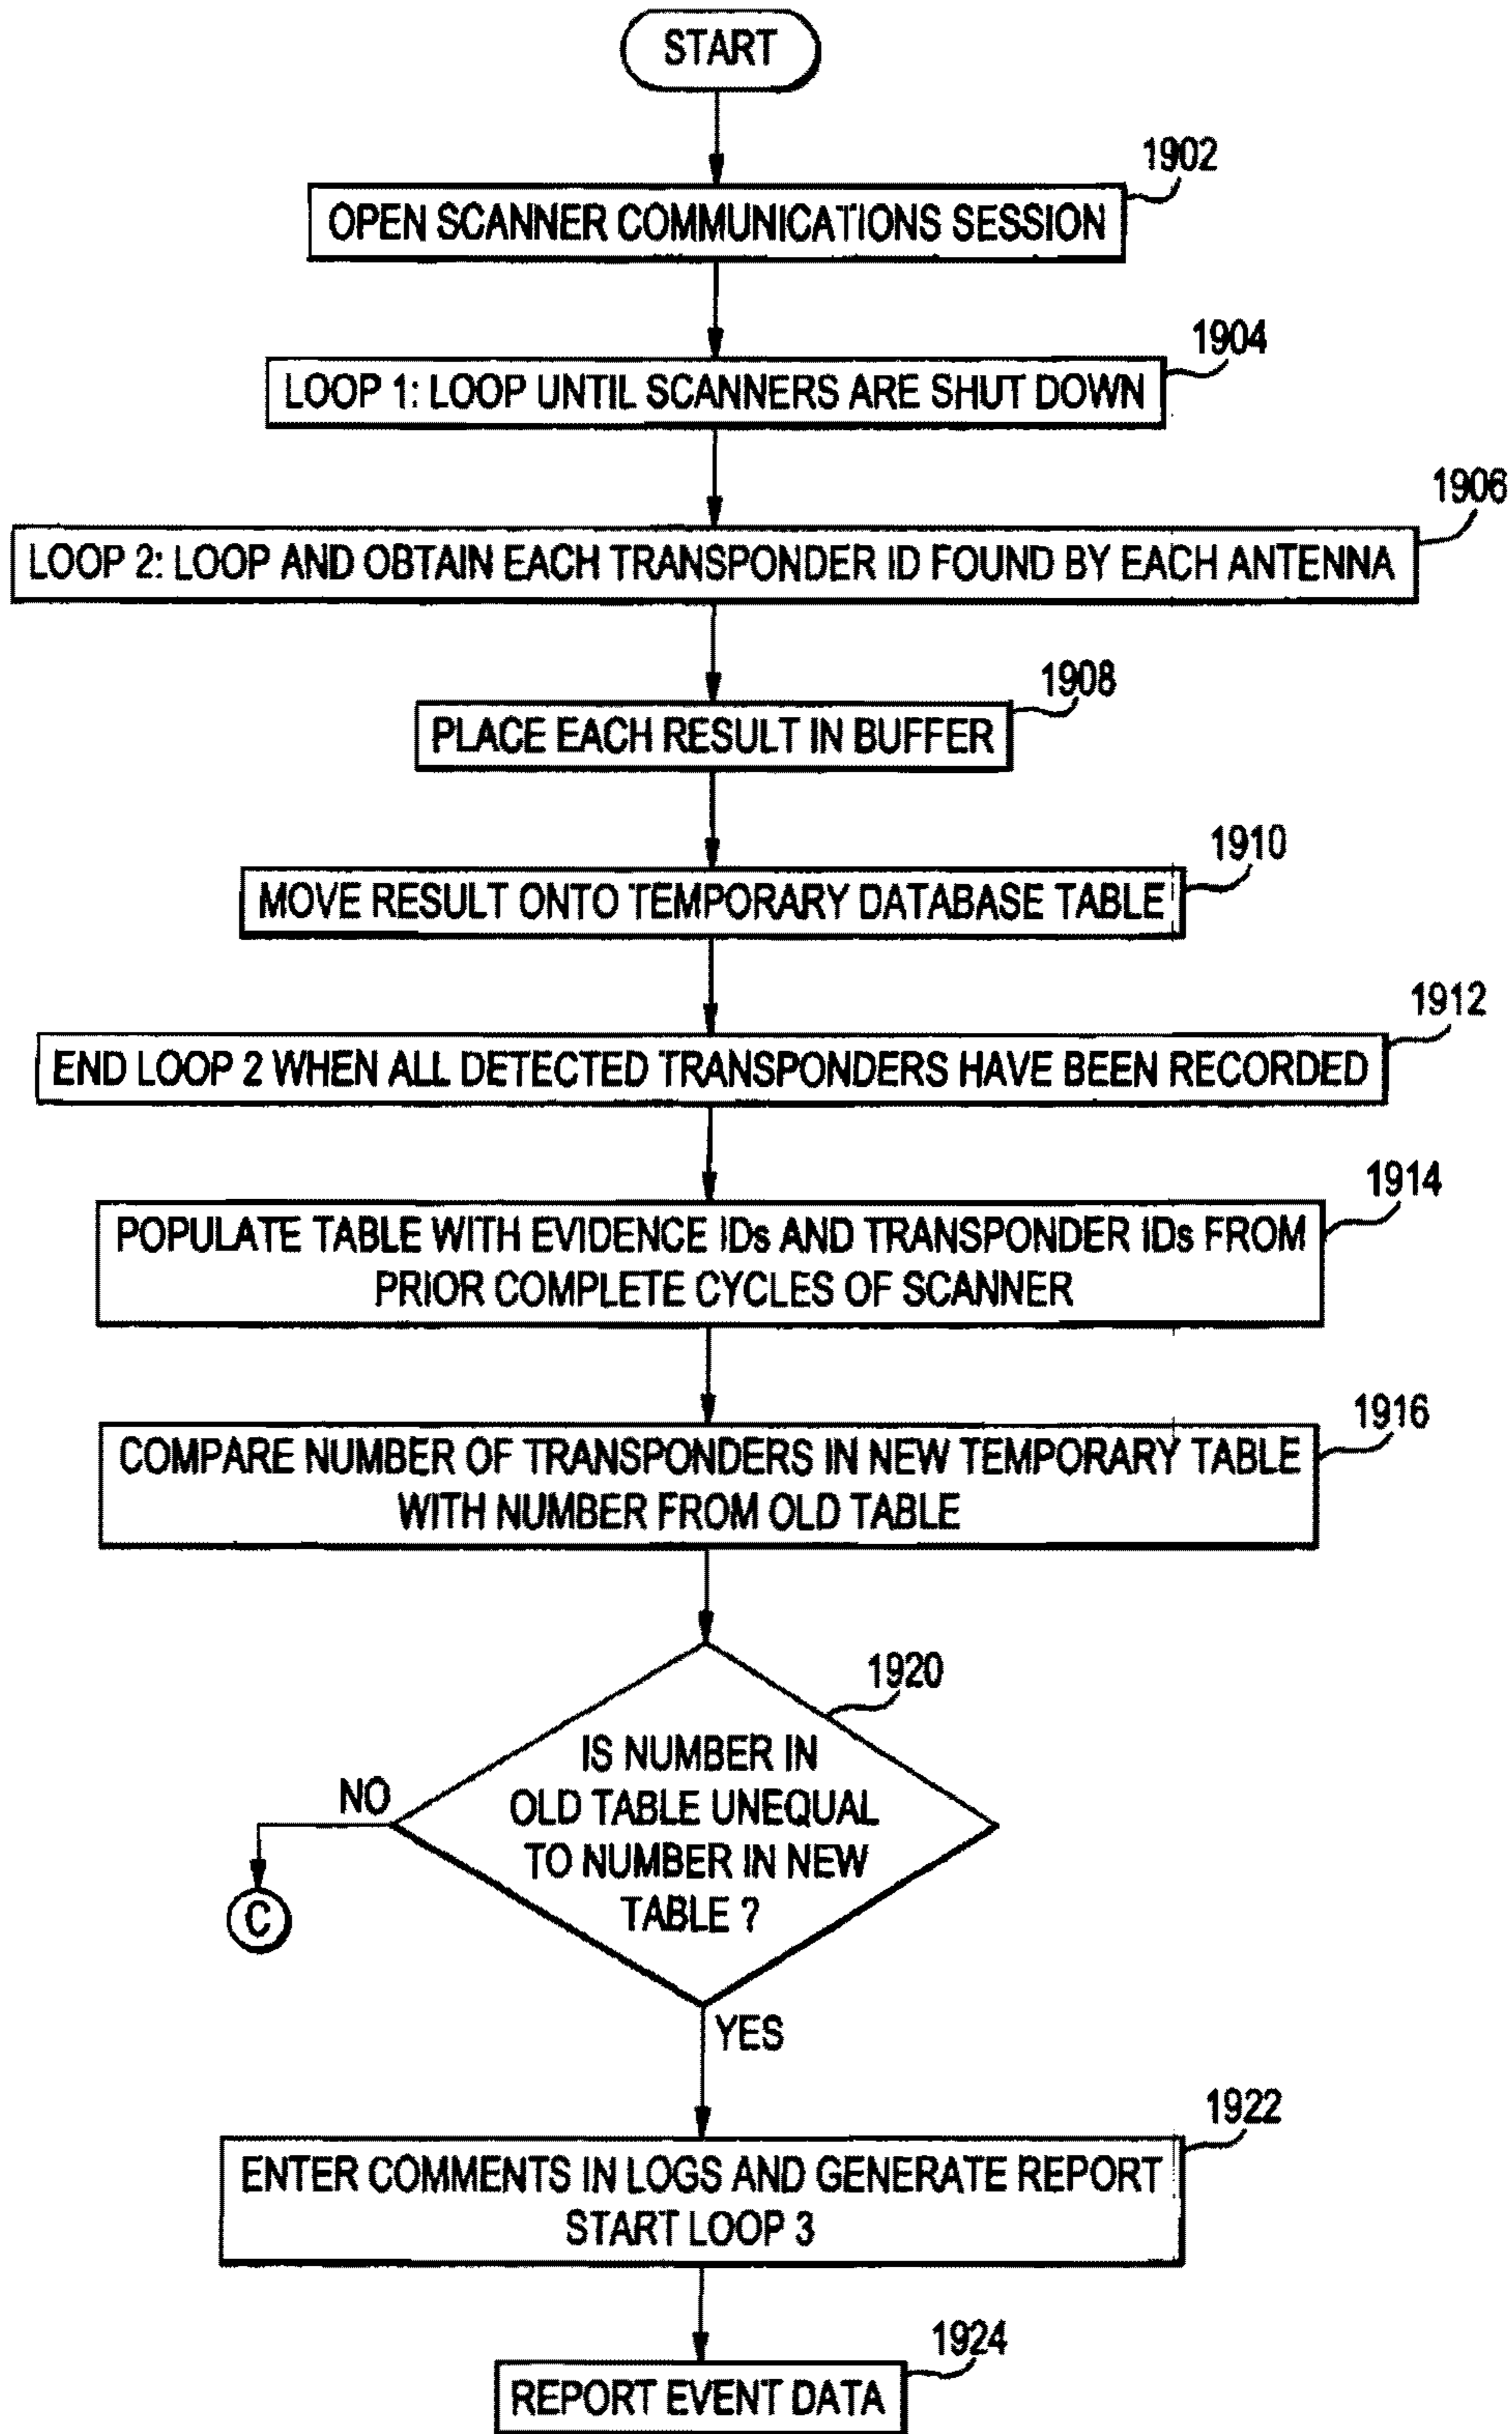 START
1902
OPEN SCANNER COMMUNICATIONS SESSION
1904
LOOP 1: LOOP UNTIL SCANNERS ARE SHUT DOWN
1906
LOOP 2: LOOP AND OBTAIN EACH TRANSPONDER ID FOUND BY EACH ANTENNA
1908
PLACE EACH RESULT IN BUFFER
1910
MOVE RESULT ONTO TEMPORARY DATABASE TABLE
1912
END LOOP 2 WHEN ALL DETECTED TRANSPONDERS HAVE BEEN RECORDED
1914
POPULATE TABLE WITH EVIDENCE IDs AND TRANSPONDER IDs FROM
PRIOR COMPLETE CYCLES OF SCANNER
1916
COMPARE NUMBER OF TRANSPONDERS IN NEW TEMPORARY TABLE
WITH NUMBER FROM OLD TABLE
1920
IS NUMBER IN
OLD TABLE UNEQUAL
TO NUMBER IN NEW
TABLE ?
NO
C
YES
1922
ENTER COMMENTS IN LOGS AND GENERATE REPORT
START LOOP 3
1924
REPORT EVENT DATA